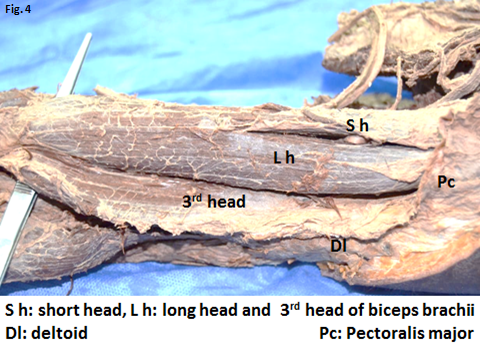 Fig. 4
S h
L h
Pc
3rd head
Dl
S h: short head, L h: long head and 3rd head of biceps brachii
Dl: deltoid Pc: Pectoralis major